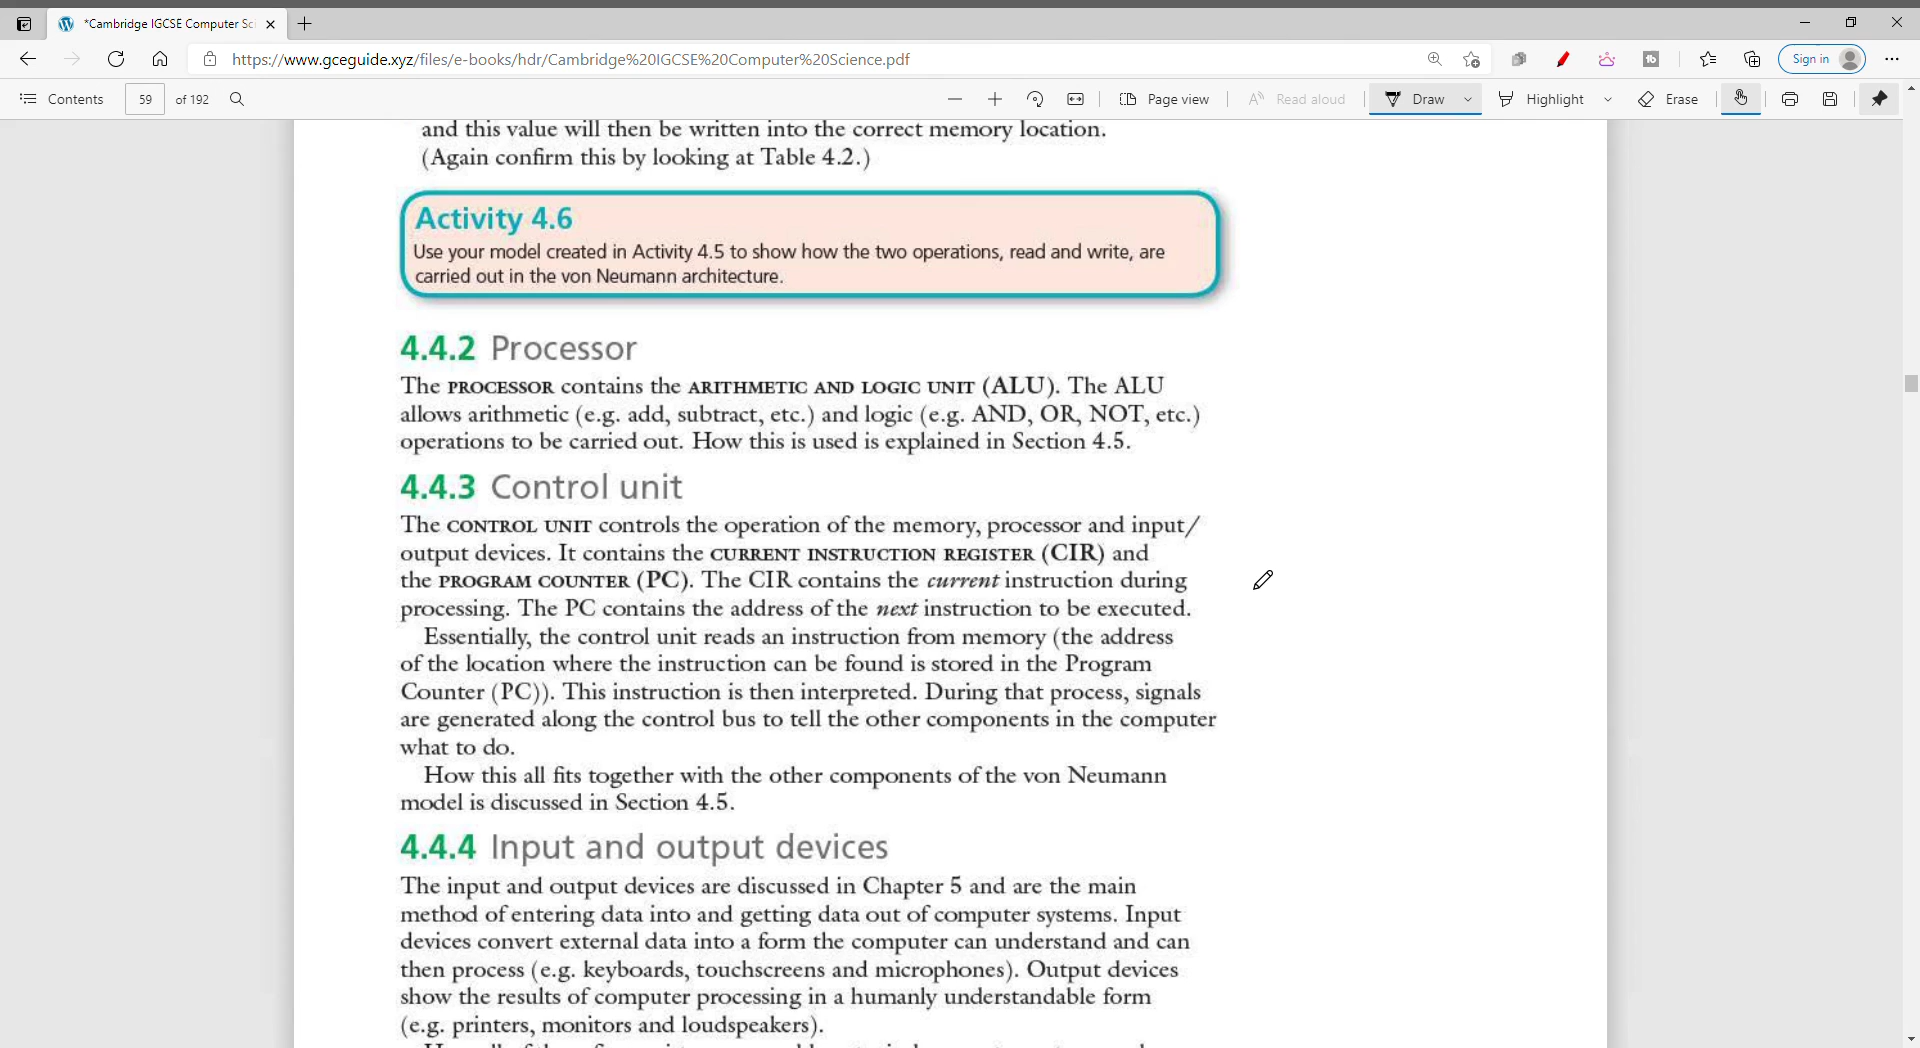 *Cambridge IGCSE Computer Sci
https://www.gceguide.xyz/files/e-books/hdr/Cambridge%20IGCSE%20Computer%20Science.pdf
Sign in
Contents 59 of 192 Page view Read aloud Draw Highlight Erase
and this value will then be written into the correct memory location.
(Again confirm this by looking at Table 4.2.)
Activity 4.6
Use your model created in Activity 4.5 to show how the two operations, read and write, are
carried out in the von Neumann architecture.
4.4.2 Processor
The PROCESSOR contains the ARITHMETIC AND LOGIC UNIT (ALU). The ALU
allows arithmetic (e.g. add, subtract, etc.) and logic (e.g. AND, OR, NOT, etc.)
operations to be carried out. How this is used is explained in Section 4.5.
4.4.3 Control unit
The CONTROL UNIT controls the operation of the memory, processor and input/
output devices. It contains the CURRENT INSTRUCTION REGISTER (CIR) and
the PROGRAM COUNTER (PC). The CIR contains the current instruction during
processing. The PC contains the address of the next instruction to be executed.
Essentially, the control unit reads an instruction from memory (the address
of the location where the instruction can be found is stored in the Program
Counter (PC)). This instruction is then interpreted. During that process, signals
are generated along the control bus to tell the other components in the computer
what to do.
How this all fits together with the other components of the von Neumann
model is discussed in Section 4.5.
4.4.4 Input and output devices
The input and output devices are discussed in Chapter 5 and are the main
method of entering data into and getting data out of computer systems. Input
devices convert external data into a form the computer can understand and can
then process (e.g. keyboards, touchscreens and microphones). Output devices
show the results of computer processing in a humanly understandable form
(e.g. printers, monitors and loudspeakers).